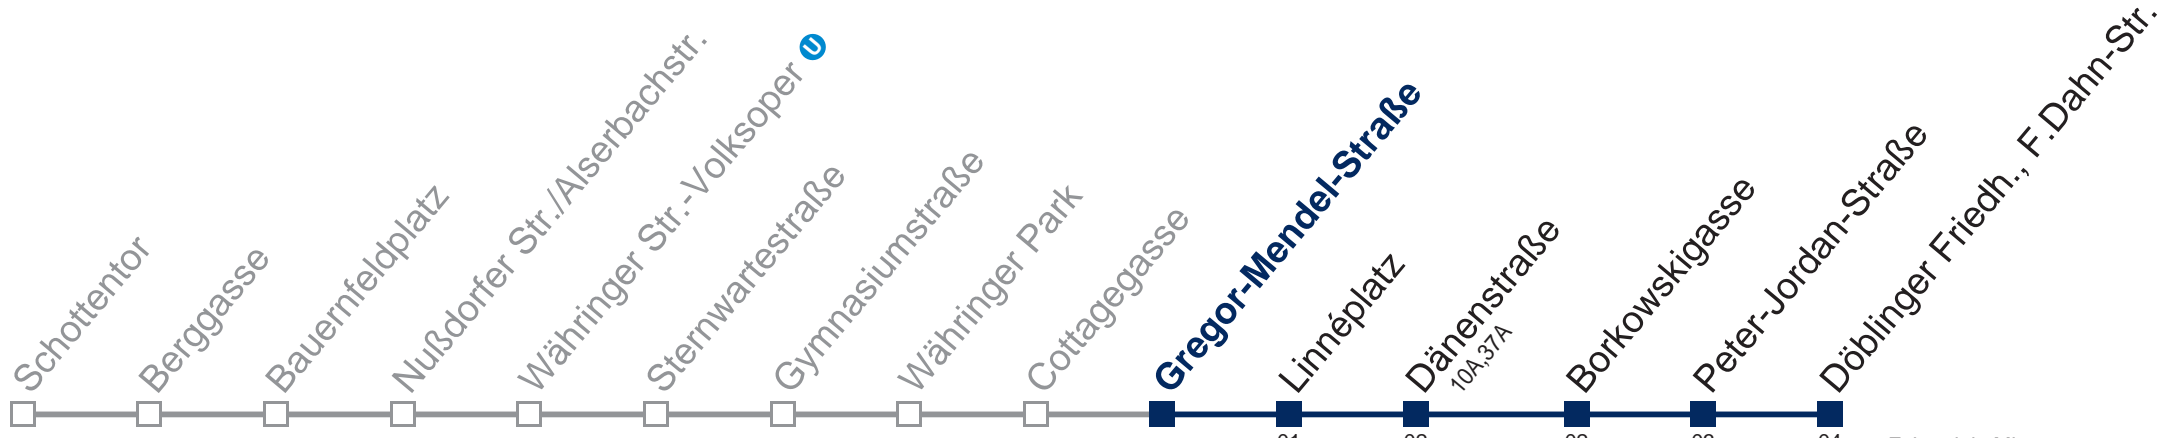 Schottentor
Berggasse
Bauernfeldplatz
Nußdorfer Str./Alserbachstr.
Währinger Str.-Volksoper U
Sternwartestraße
Gymnasiumstraße
Währinger Park
Cottagegasse
Gregor-Mendel-Straße
Linnéplatz
Dänenstraße
10A,37A
Borkowskigasse
Peter-Jordan-Straße
Döblinger Friedh., F.Dahn-Str.